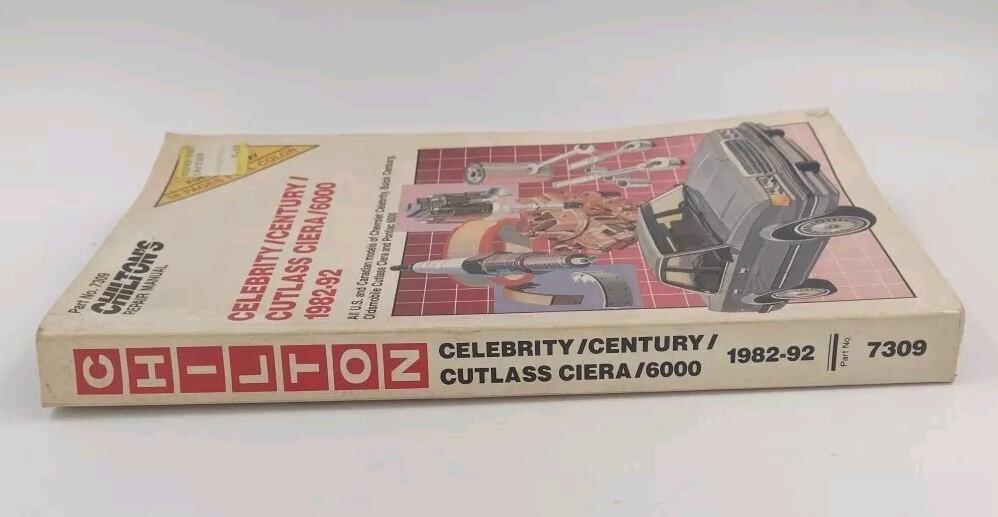 COLOR
Part No. 7309
CHILTON'S
REPAIR MANUAL
CELEBRITY/CENTURY/
CUTLASS CIERA/6000
1982-92
All U.S. and Canadian models of Chevrolet Celebrity, Buick Century,
Oldsmobile Cutlass Ciera and Pontiac 6000
CHILTON
CELEBRITY/CENTURY/
CUTLASS CIERA/6000
1982-92
Part No.
7309